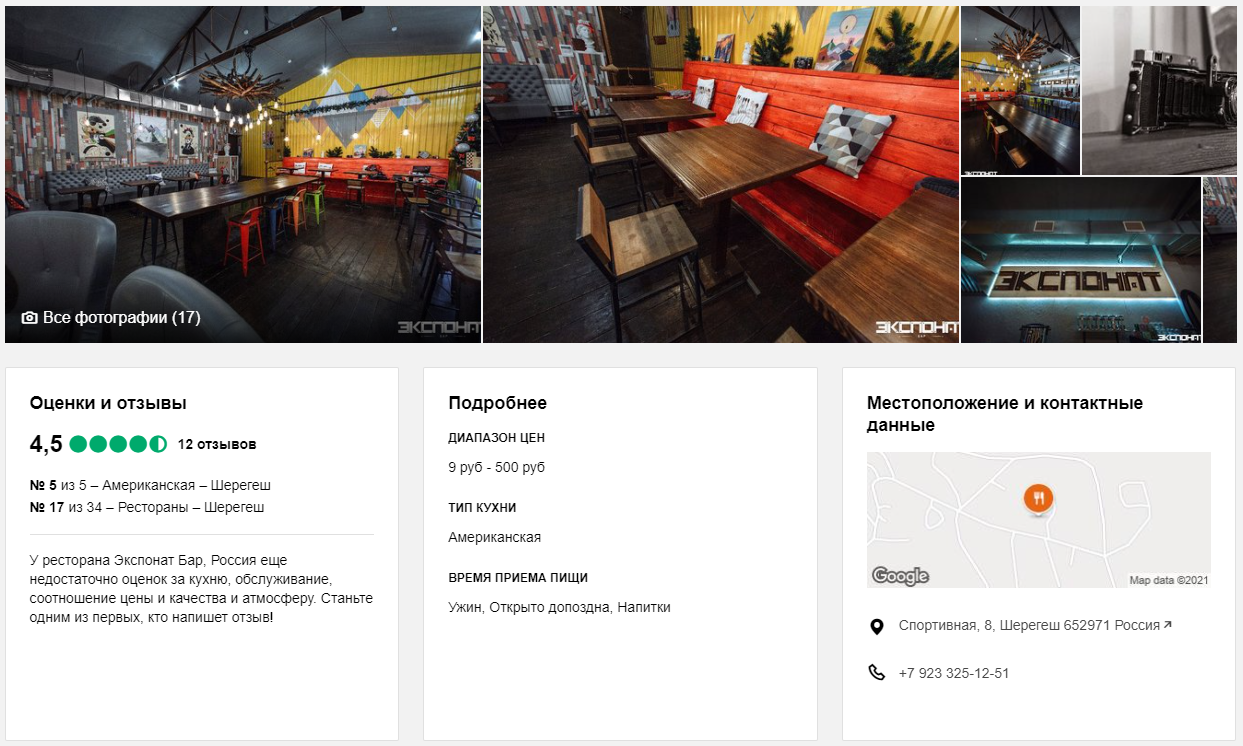 Все фотографии (17)
ЭКСПОНАТ
ЭКСПОНАТ
ЭКСПОНАТ
ЭКСПОНАТ
ЭКСПОНАТ
Оценки и отзывы
4,5 12 отзывов
№ 5 из 5 – Американская – Шерегеш
№ 17 из 34 – Рестораны – Шерегеш
У ресторана Экспонат Бар, Россия еще
недостаточно оценок за кухню, обслуживание,
соотношение цены и качества и атмосферу. Станьте
одним из первых, кто напишет отзыв!
Подробнее
ДИАПАЗОН ЦЕН
9 руб - 500 руб
ТИП КУХНИ
Американская
ВРЕМЯ ПРИЕМА ПИЩИ
Ужин, Открыто допоздна, Напитки
Местоположение и контактные
данные
Google
Map data ©2021
Спортивная, 8, Шерегеш 652971 Россия
+7 923 325-12-51